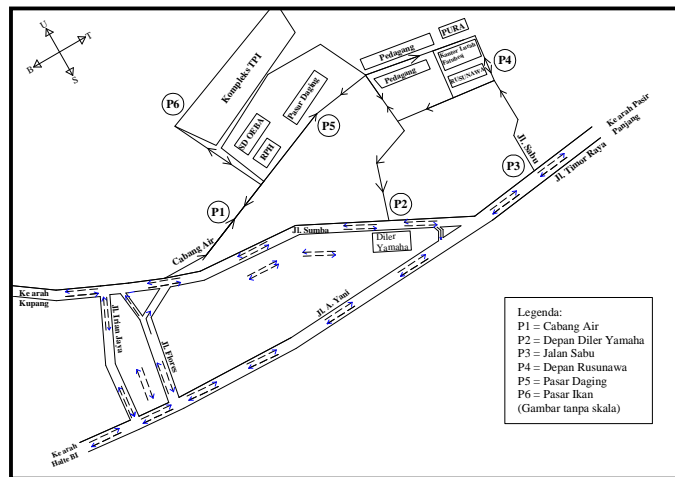 U
T
B
S
Kompleks TPI
P6
Pedagang
PURA
Kantor Lurah
Fatubesi
RUSUNAWA
P4
Pedagang
Pasar Daging
P5
SD OEBA
RPH
Ke arah Pasir
Panjang
Jl. Sabu
P3
Jl. Timor Raya
P1
P2
Cabang Air
Jl. Sumba
Diler
Yamaha
Ke arah
Kupang
Jl. Irian Jaya
Jl. Flores
Jl. A. Yani
Ke arah
Halte BI
Legenda:
P1 = Cabang Air
P2 = Depan Diler Yamaha
P3 = Jalan Sabu
P4 = Depan Rusunawa
P5 = Pasar Daging
P6 = Pasar Ikan
(Gambar tanpa skala)